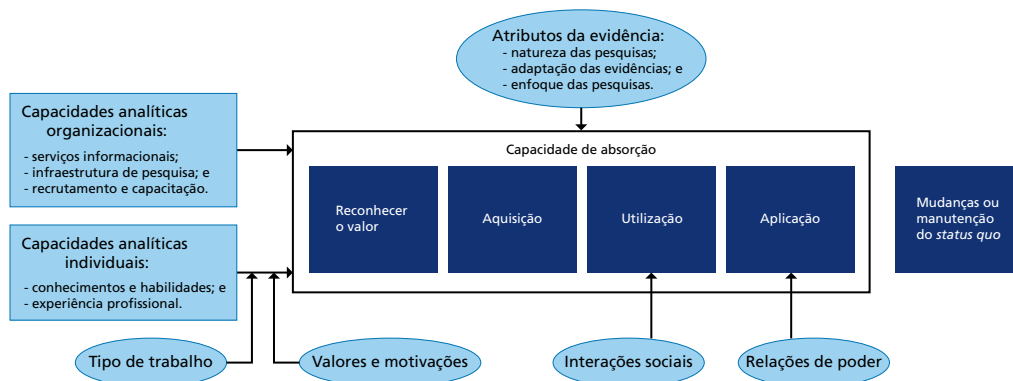 Atributos da evidência:
- natureza das pesquisas;
- adaptação das evidências; e
- enfoque das pesquisas.
Capacidades analíticas
organizacionais:
- serviços informacionais;
- infraestrutura de pesquisa; e
- recrutamento e capacitação.
Capacidade de absorção
Reconhecer
o valor
Aquisição
Utilização
Aplicação
Mudanças ou
manutenção
do status quo
Capacidades analíticas
individuais:
- conhecimentos e habilidades; e
- experiência profissional.
Tipo de trabalho
Valores e motivações
Interações sociais
Relações de poder